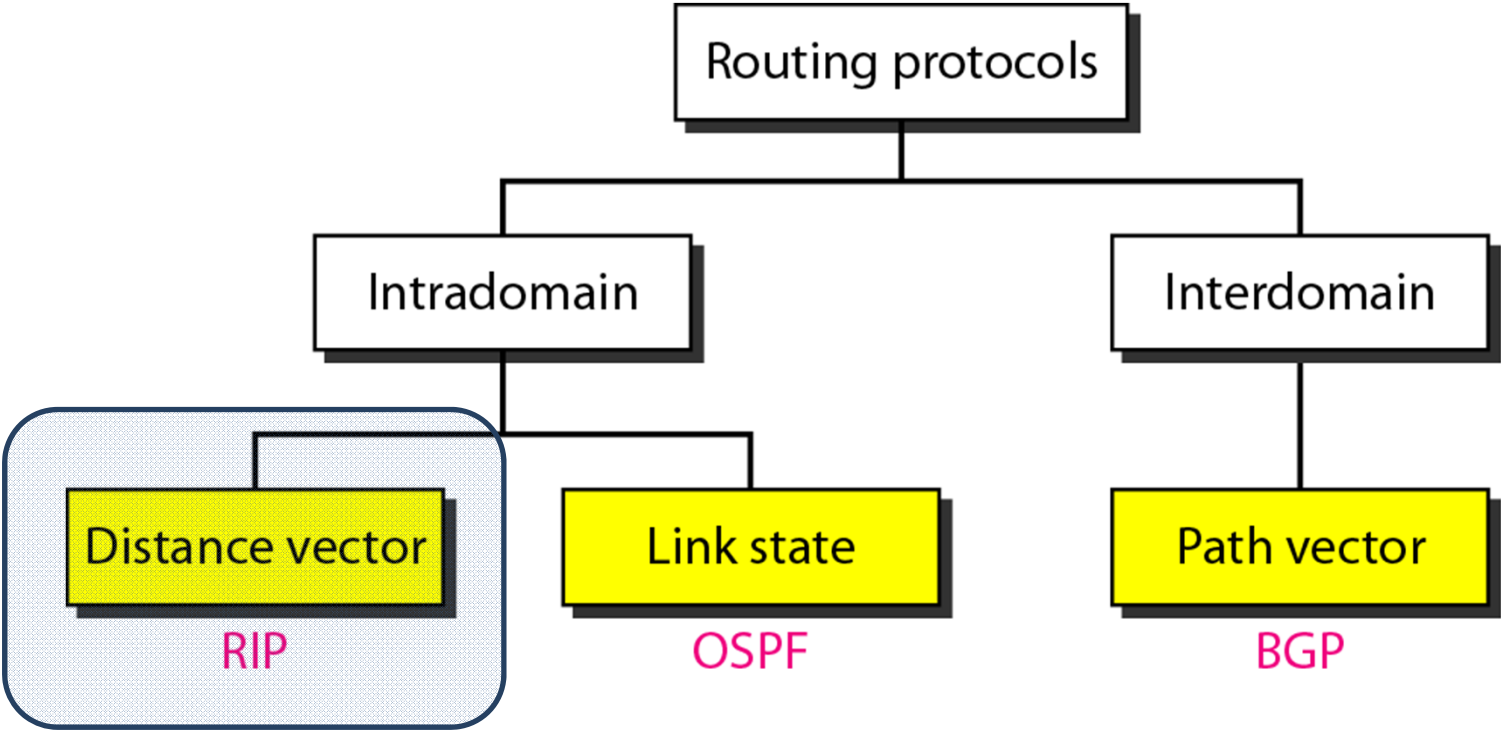 Routing protocols
Intradomain
Interdomain
Distance vector
Link state
Path vector
RIP
OSPF
BGP